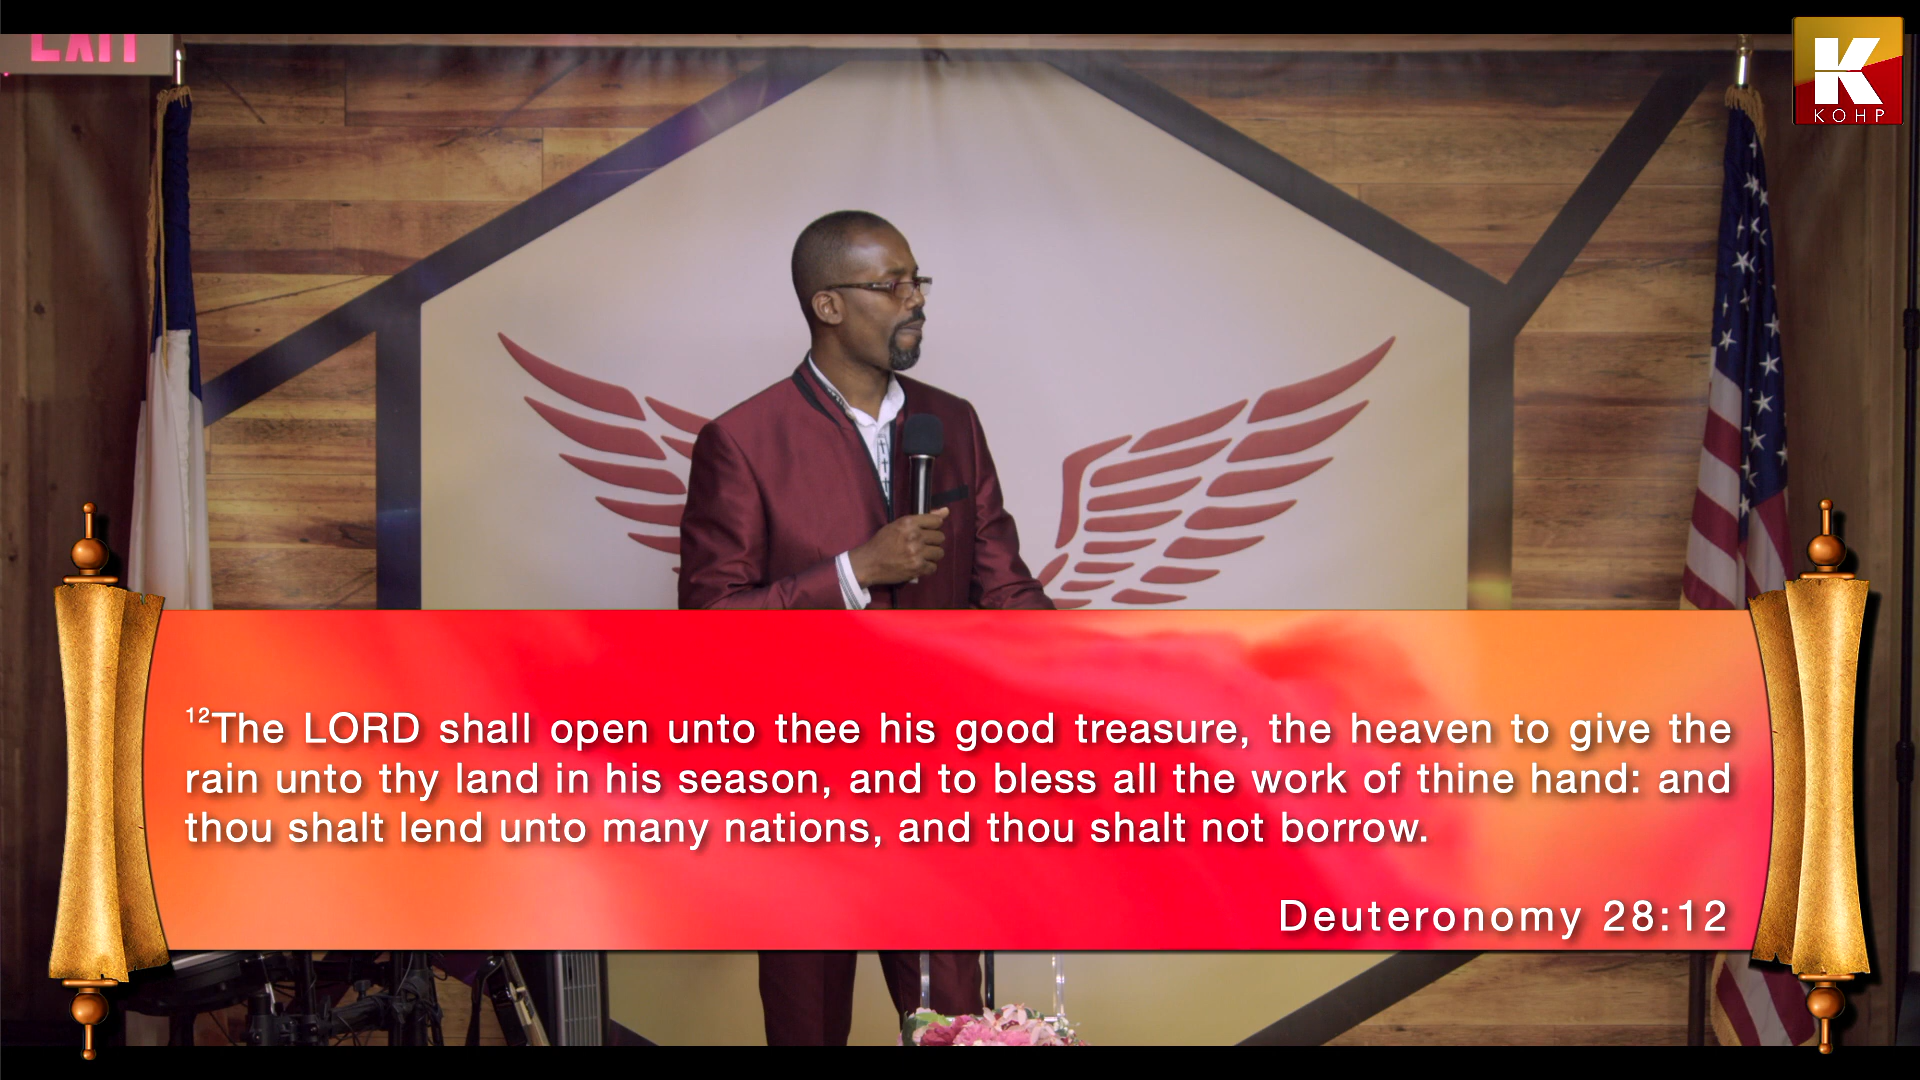 EXIT
K
KOHP
12The LORD shall open unto thee his good treasure, the heaven to give the
rain unto thy land in his season, and to bless all the work of thine hand: and
thou shalt lend unto many nations, and thou shalt not borrow.
Deuteronomy 28:12